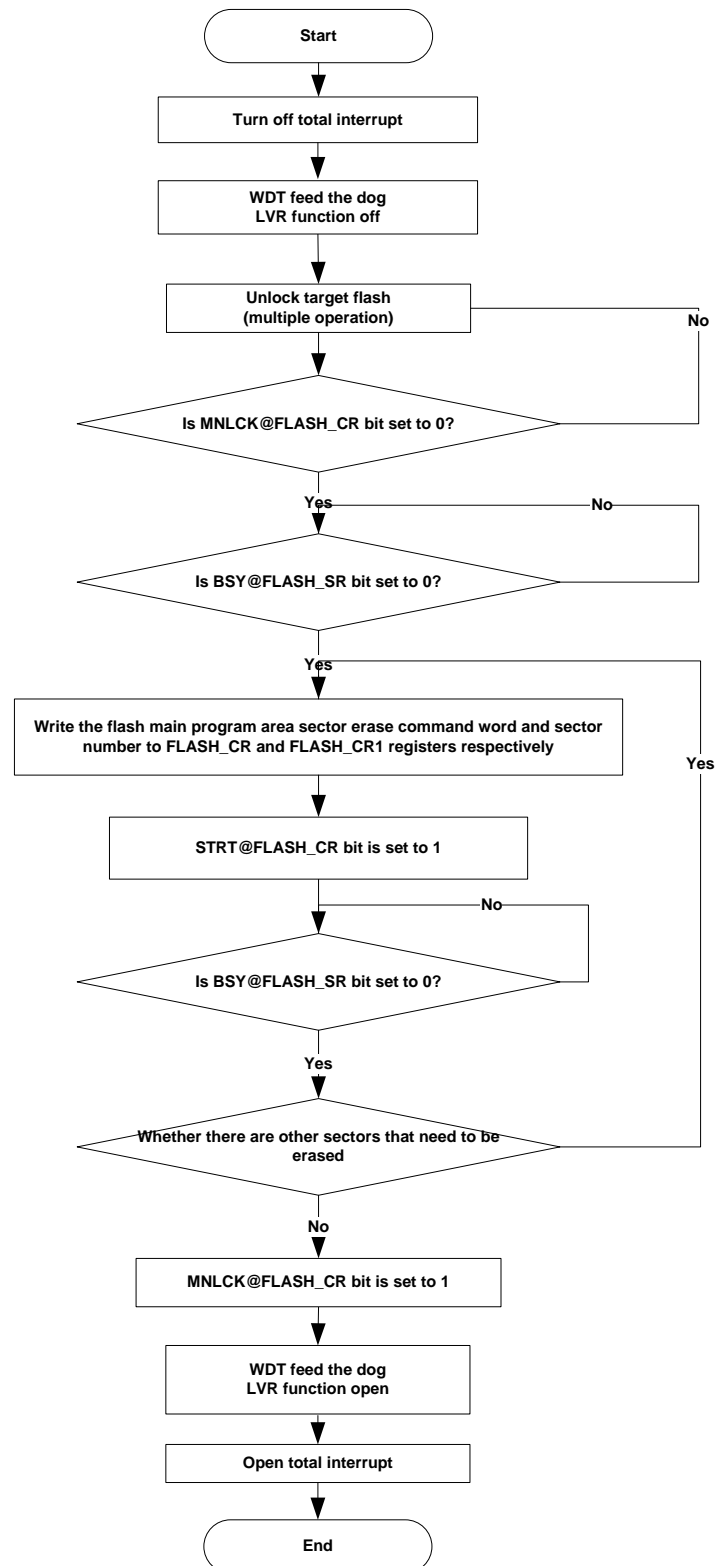 Start
Turn off total interrupt
WDT feed the dog
LVR function off
Unlock target flash
(multiple operation)
No
Is MNLCK@FLASH_CR bit set to 0?
Yes
No
Is BSY@FLASH_SR bit set to 0?
Yes
Write the flash main program area sector erase command word and sector
number to FLASH_CR and FLASH_CR1 registers respectively
Yes
STRT@FLASH_CR bit is set to 1
No
Is BSY@FLASH_SR bit set to 0?
Yes
Whether there are other sectors that need to be
erased
No
MNLCK@FLASH_CR bit is set to 1
WDT feed the dog
LVR function open
Open total interrupt
End